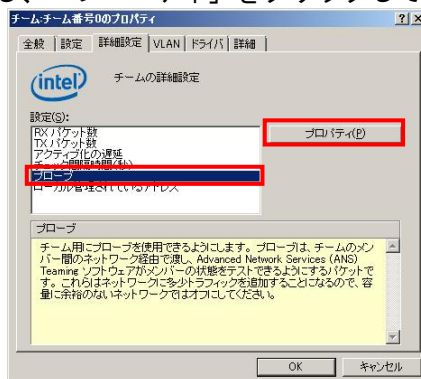 」をクリックして
チーム:チーム番号0のプロパティ
全般 設定 詳細設定 VLAN ドライバ 詳細
intel
チームの詳細設定
設定(S):
RX パケット数
TX パケット数
アクティブ化の遅延
プローブ
ローカル管理されているアドレス
プロパティ(P)
プローブ
チーム用にプローブを使用できるようにします。プローブは、チームのメン
バー間のネットワーク経由で渡し、Advanced Network Services (ANS)
Teaming ソフトウェアがメンバーの状態をテストできるようにするパケットで
す。これらはネットワークに多少トラフィックを追加することになるので、容
量に余裕のないネットワークではオフにしてください。
OK キャンセル